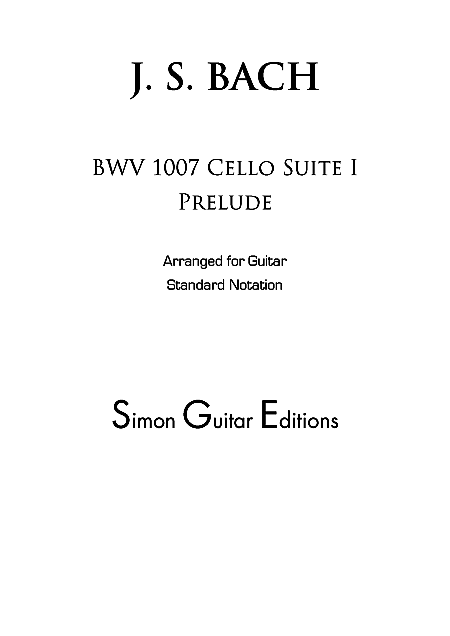 J. S. BACH
BWV 1007 CELLO SUITE I
PRELUDE
Arranged for Guitar
Standard Notation
Simon Guitar Editions